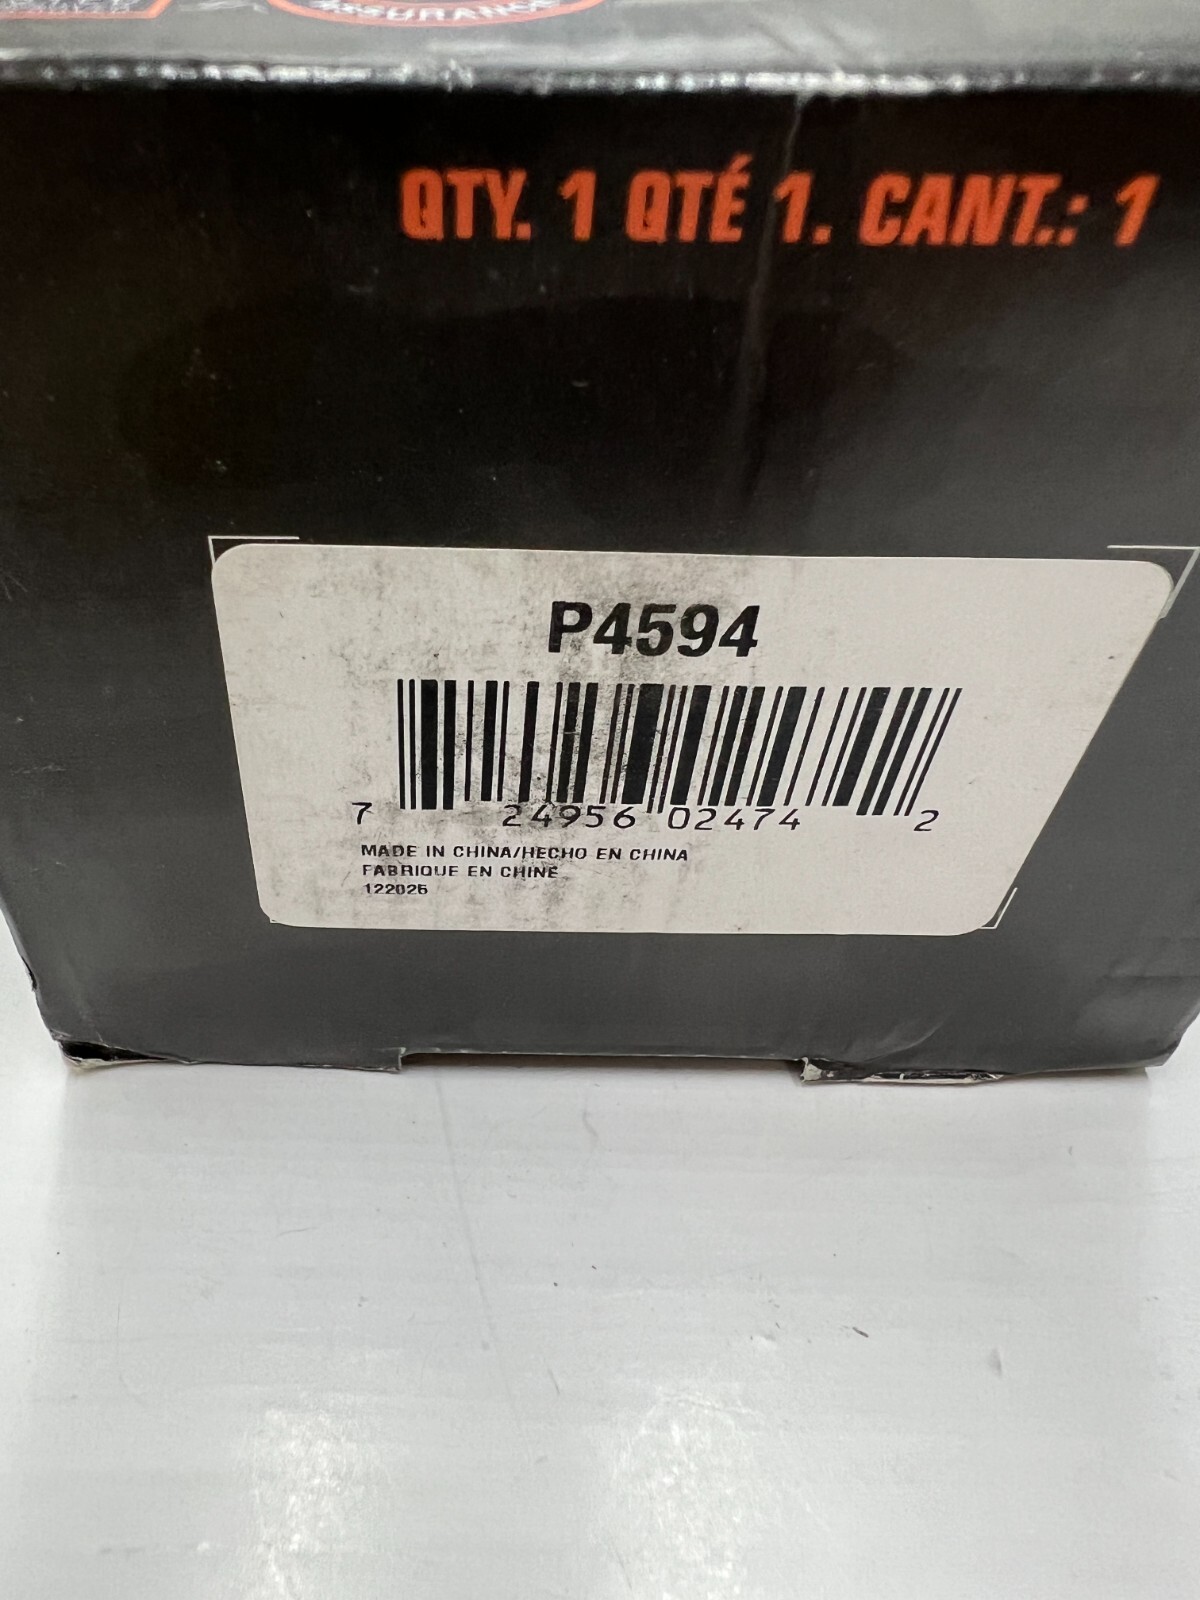 ASSURANCE
QTY. 1 QTÉ 1. CANT.: 1
P4594
7 24956 02474 2
MADE IN CHINA/HECHO EN CHINA
FABRIQUE EN CHINE
122026